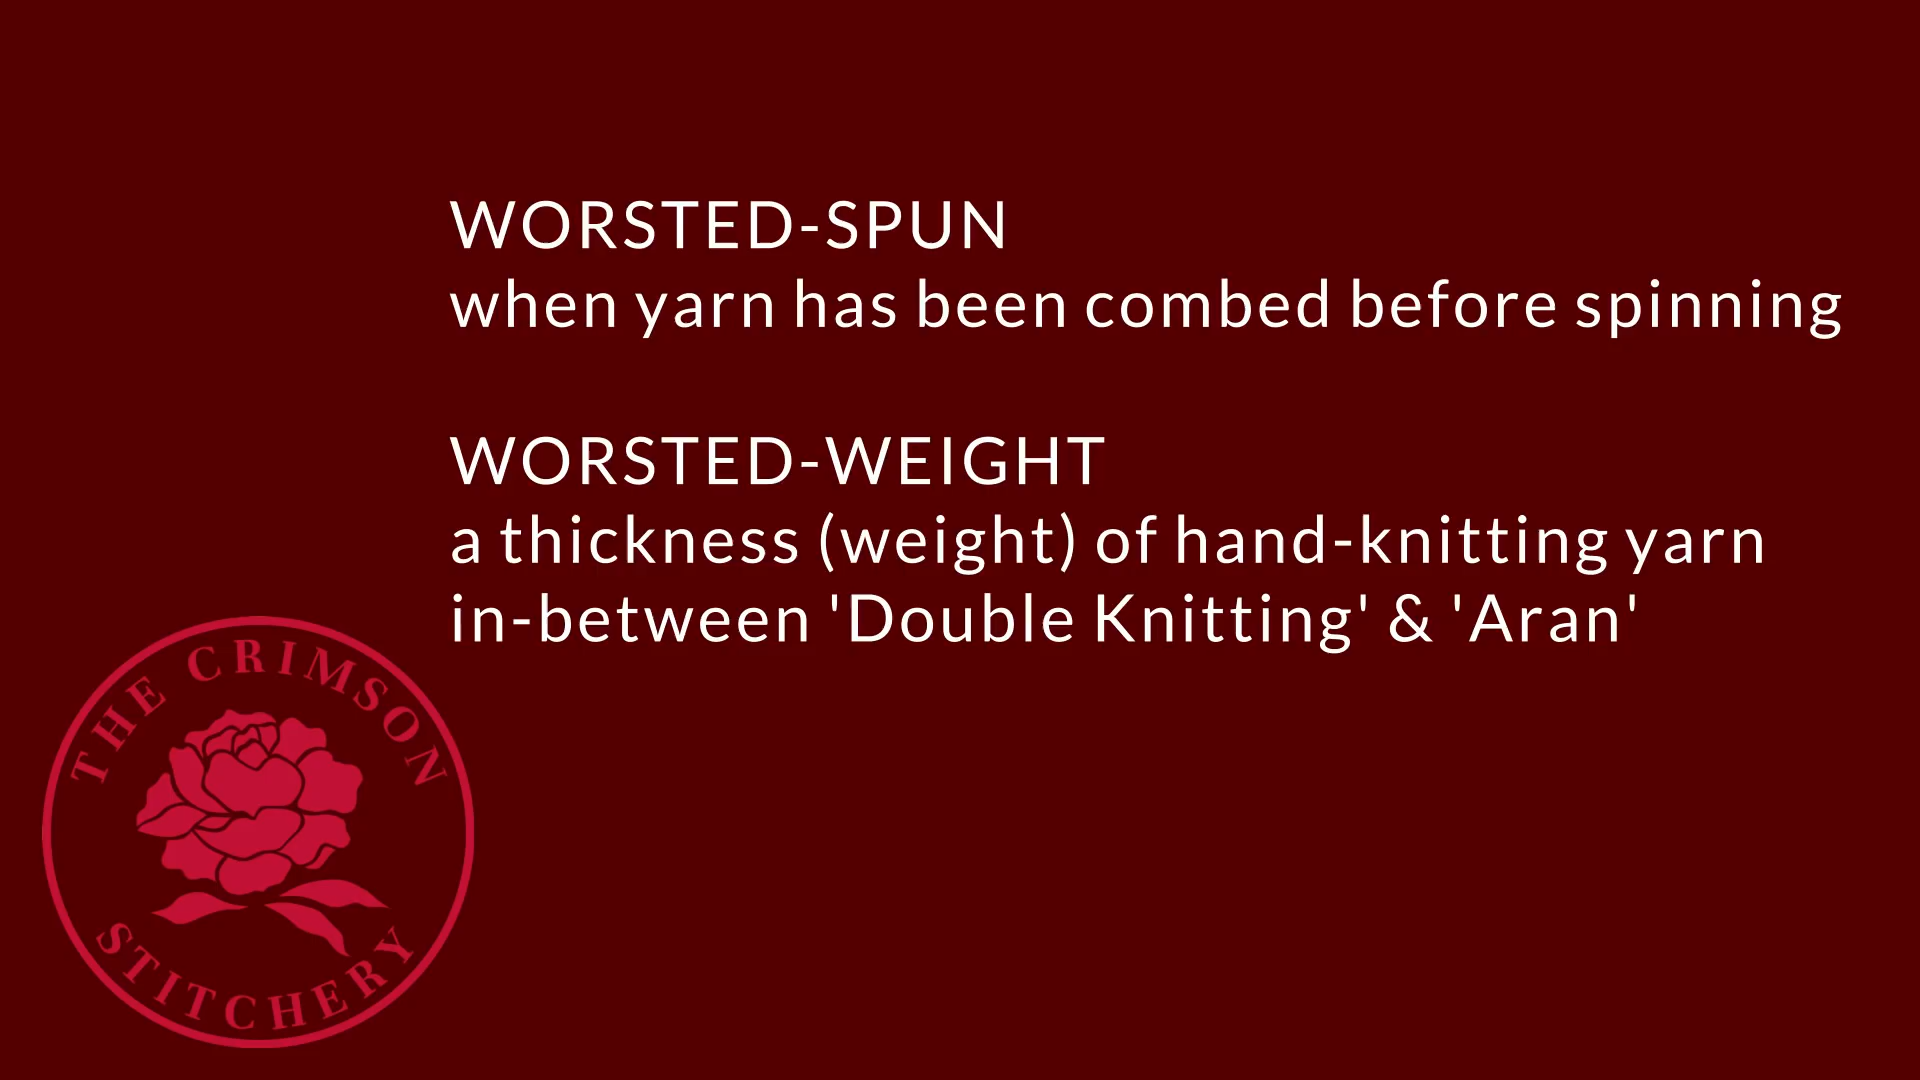 WORSTED-SPUN
when yarn has been combed before spinning
WORSTED-WEIGHT
a thickness (weight) of hand-knitting yarn
in-between 'Double Knitting' & 'Aran'
THE CRIMSON
STITCHERY